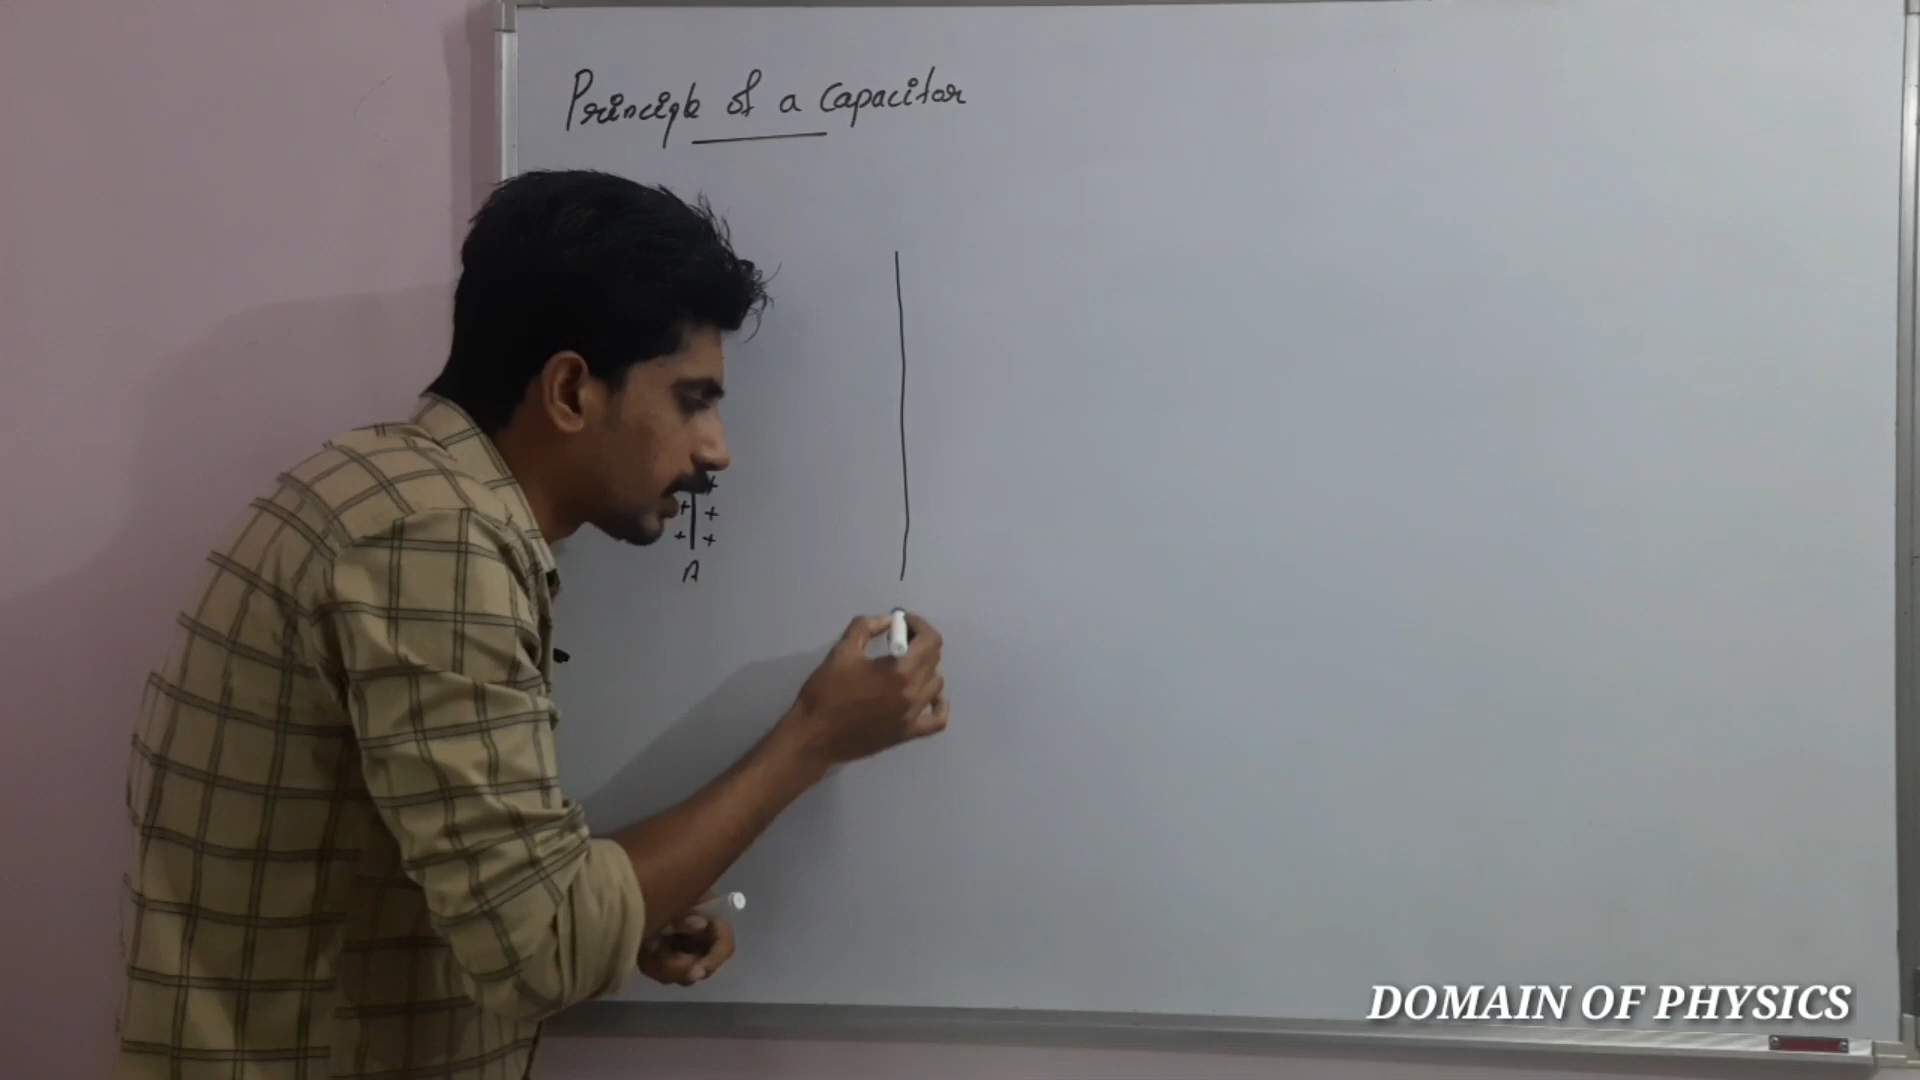 Principle of a Capacitor
+
+ +
+ +
A
DOMAIN OF PHYSICS